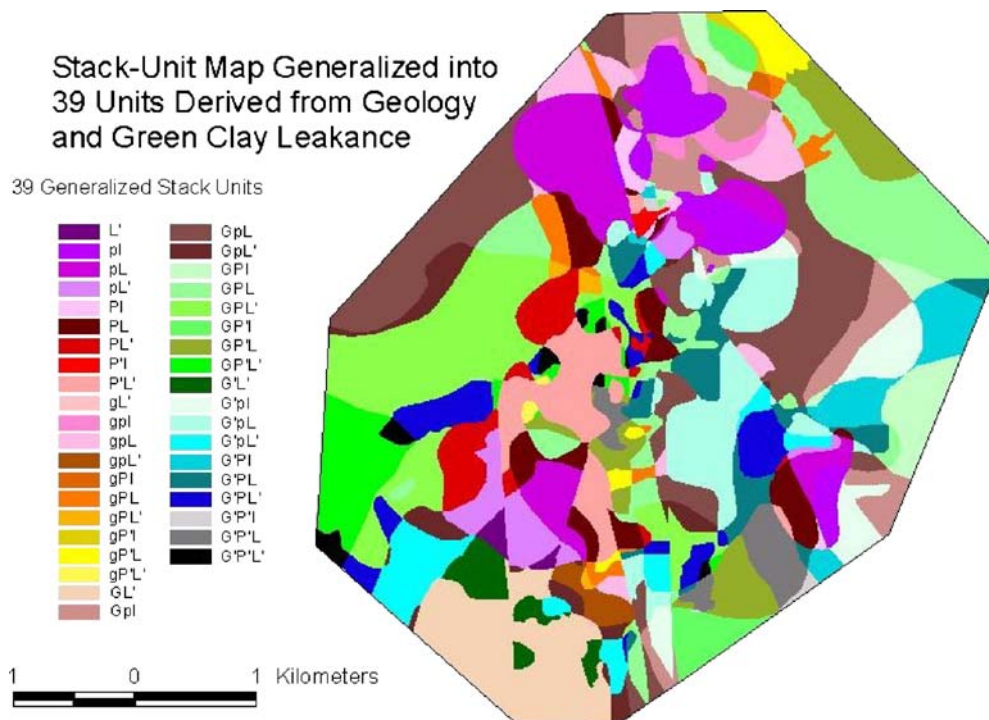 Stack-Unit Map Generalized into
39 Units Derived from Geology
and Green Clay Leakance
39 Generalized Stack Units
L'
pl
pL
pL'
Pl
PL
PL'
P'l
P'L'
gL'
gpl
gpL
gpL'
gPl
gPL
gPL'
gP'l
gP'L
gP'L'
GL'
Gpl
GpL
GpL'
GPl
GPL
GPL'
GP'l
GP'L
GP'L'
G'L'
G'pl
G'pL
G'pL'
G'Pl
G'PL
G'PL'
G'P'l
G'P'L
G'P'L'
1 0 1 Kilometers